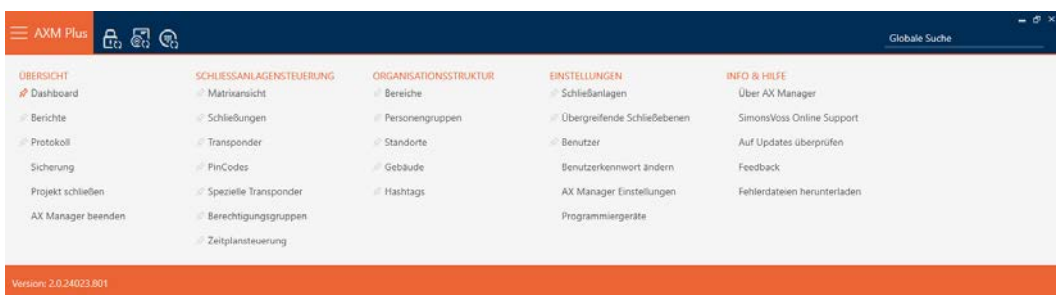 AXM Plus
Globale Suche
ÜBERSICHT
Dashboard
Berichte
Protokoll
Sicherung
Projekt schließen
AX Manager beenden
SCHLIESSANLAGENSTEUERUNG
Matrixansicht
Schließungen
Transponder
PinCodes
Spezielle Transponder
Berechtigungsgruppen
Zeitplansteuerung
ORGANISATIONSSTRUKTUR
Bereiche
Personengruppen
Standorte
Gebäude
Hashtags
EINSTELLUNGEN
Schließanlagen
Übergreifende Schließebenen
Benutzer
Benutzerkennwort ändern
AX Manager Einstellungen
Programmiergeräte
INFO & HILFE
Über AX Manager
SimonsVoss Online Support
Auf Updates überprüfen
Feedback
Fehlerdateien herunterladen
Version: 2.0.24023.801